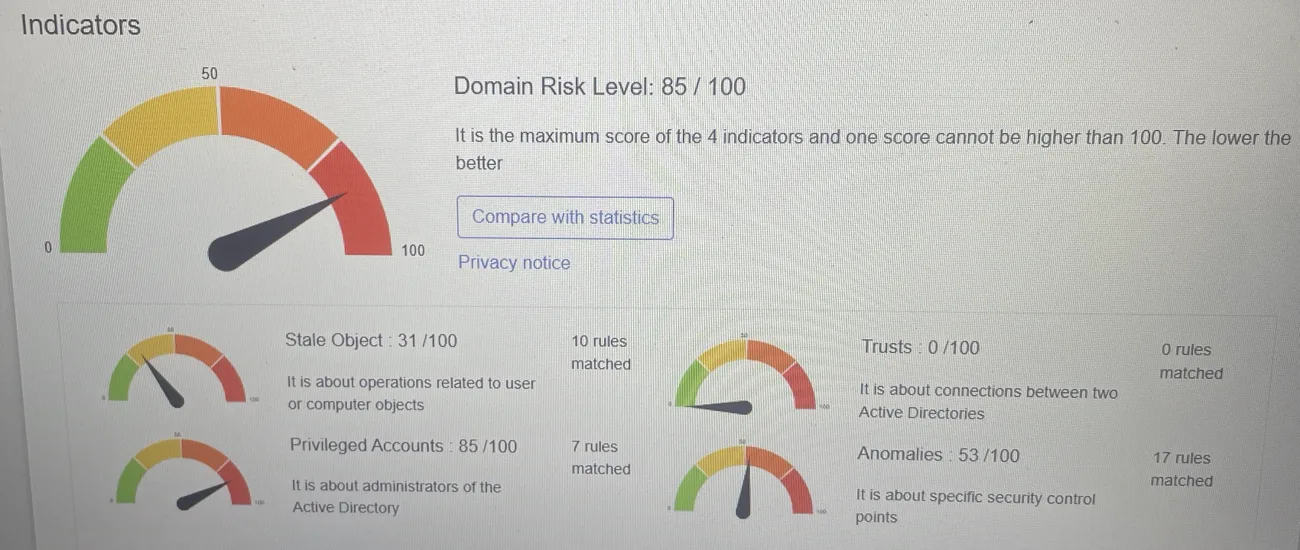 Indicators
50
0
100
Domain Risk Level: 85 / 100
It is the maximum score of the 4 indicators and one score cannot be higher than 100. The lower the
better
Compare with statistics
Privacy notice
Stale Object : 31 /100
10 rules
matched
It is about operations related to user
or computer objects
Trusts : 0 /100
0 rules
matched
It is about connections between two
Active Directories
Privileged Accounts : 85 /100
7 rules
matched
It is about administrators of the
Active Directory
Anomalies : 53 /100
17 rules
matched
It is about specific security control
points